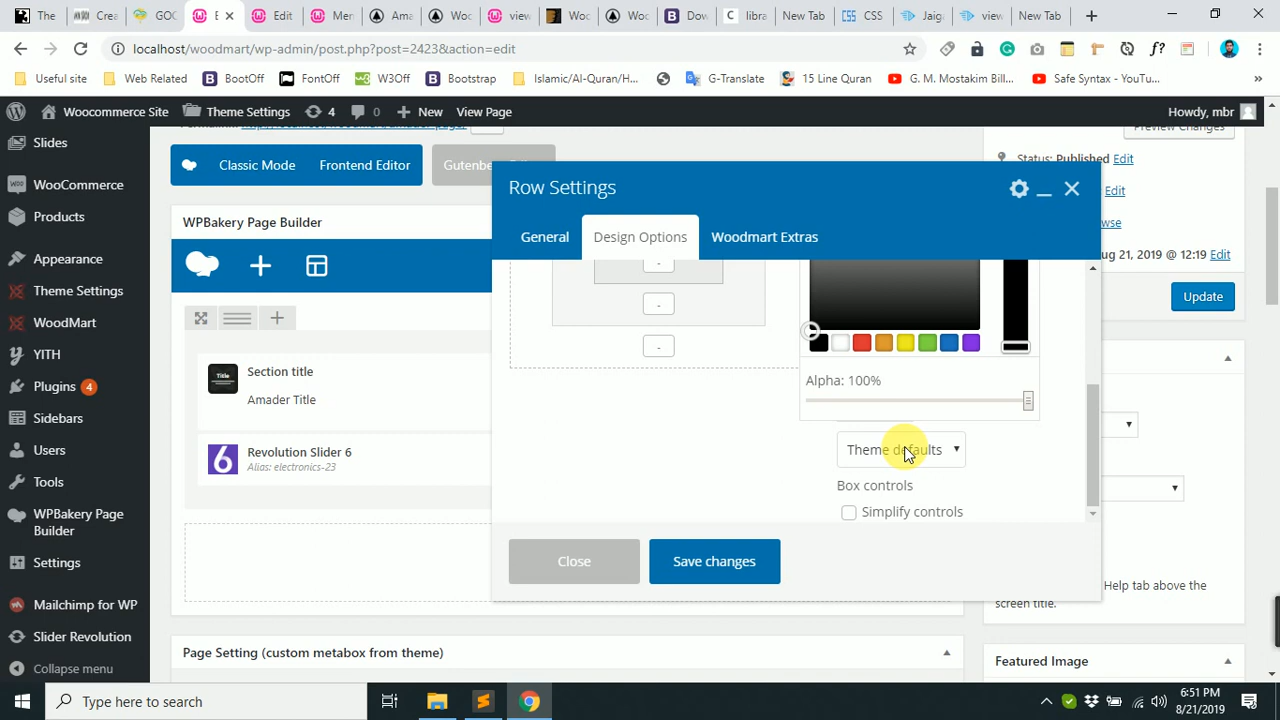 The
Crea
GOC
E
Edit
Mer
Ama
Woc
view
Woc
Woc
Dow
libra
New Tab
CSS
Jaig
view
New Tab
localhost/woodmart/wp-admin/post.php?post=2423&action=edit
Useful site
Web Related
BootOff
FontOff
W3Off
Bootstrap
Islamic/Al-Quran/H...
G-Translate
15 Line Quran
G. M. Mostakim Bill...
Safe Syntax - YouTu...
Woocommerce Site
Theme Settings
4
0
New
View Page
Howdy, mbr
Slides
WooCommerce
Products
Appearance
Theme Settings
WoodMart
YITH
Plugins 4
Sidebars
Users
Tools
WPBakery Page
Builder
Settings
Mailchimp for WP
Slider Revolution
Collapse menu
Classic Mode
Frontend Editor
Gutenbe
WPBakery Page Builder
Section title
Amader Title
Revolution Slider 6
Alias: electronics-23
Page Setting (custom metabox from theme)
Row Settings
General
Design Options
Woodmart Extras
-
-
-
Alpha: 100%
Theme defaults
Box controls
Simplify controls
Close
Save changes
Preview Changes
Status: Published Edit
Edit
wse
ug 21, 2019 @ 12:19 Edit
Update
Help tab above the
screen title.
Featured Image
Type here to search
6:51 PM
8/21/2019